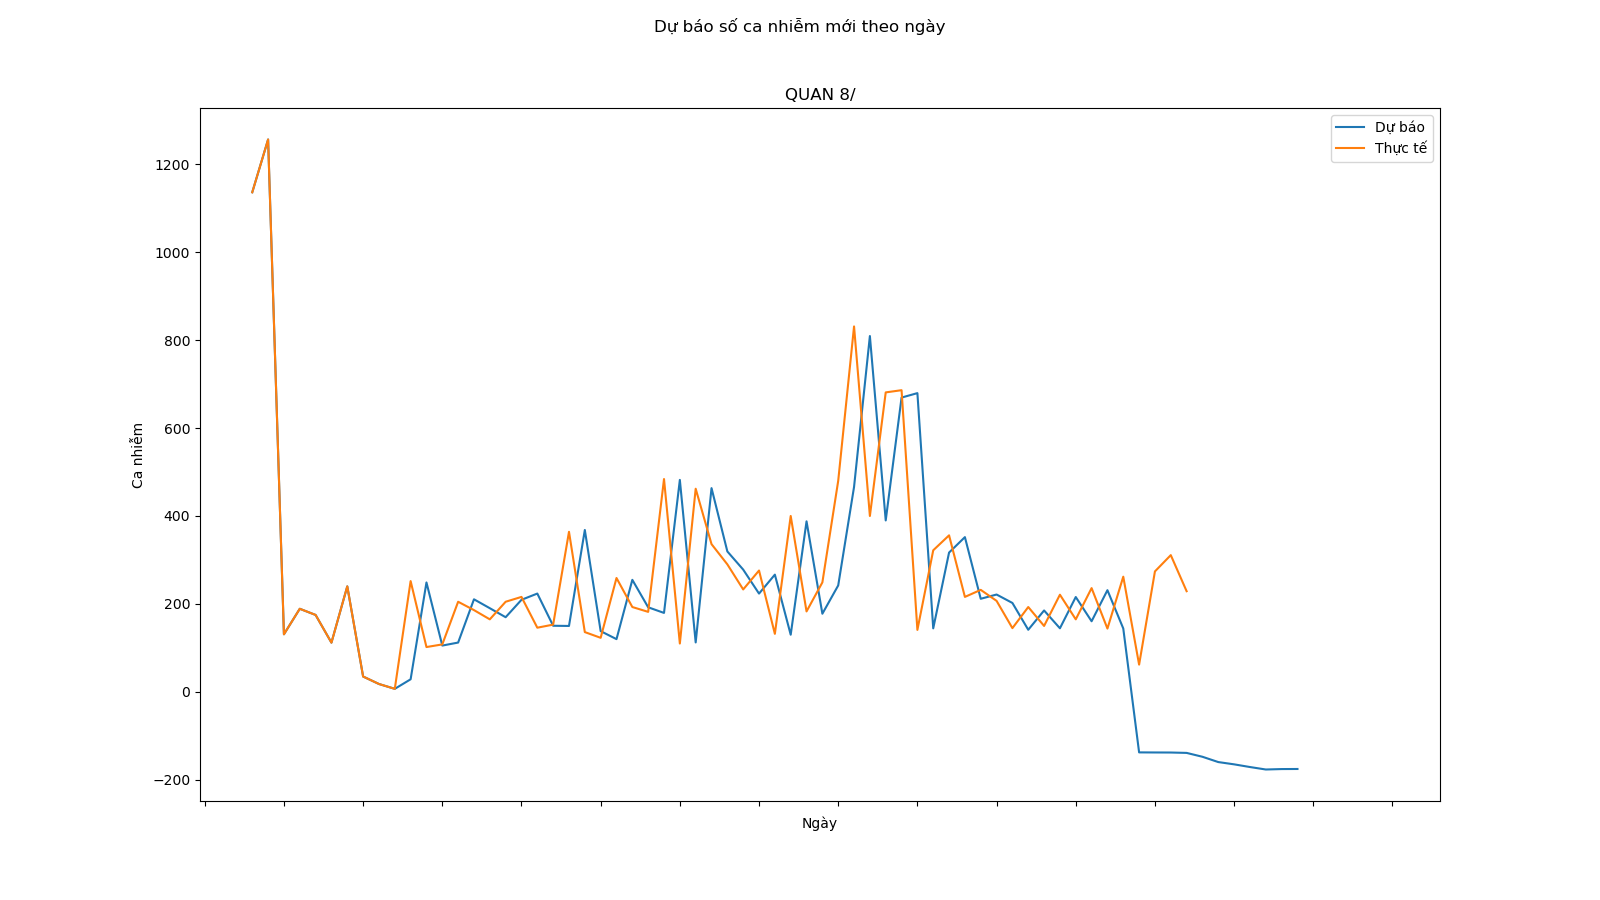 Dự báo số ca nhiễm mới theo ngày
QUAN 8/
Dự báo
Thực tế
1200
1000
800
600
400
200
0
−200
Ca nhiễm
Ngày